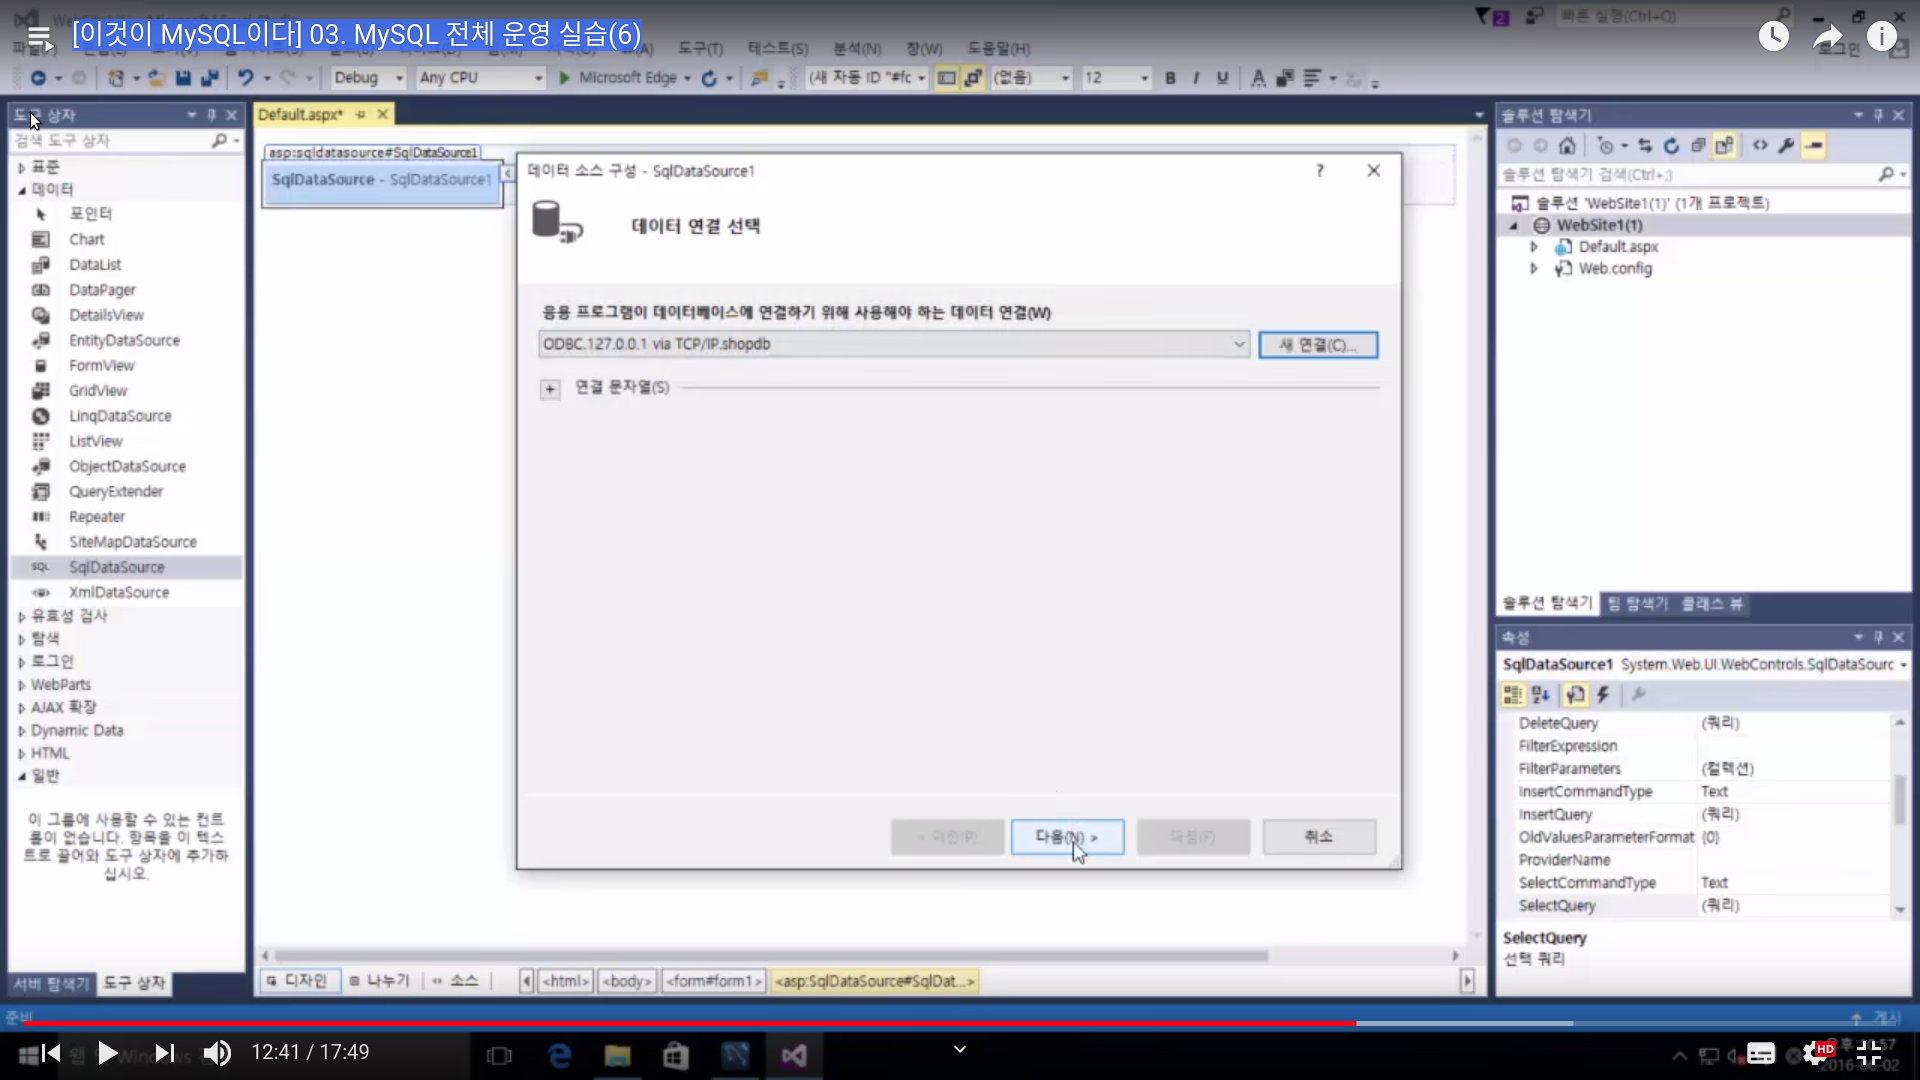 [이것이 MySQL이다] 03. MySQL 전체 운영 실습(6)
2
빠른 실행(Ctrl+Q)
도구(T) 테스트(S) 분석(N) 창(W) 도움말(H)
로그인
Debug Any CPU Microsoft Edge (새 자동 ID "#fc (없음) 12 B I U A
도구 상자
검색 도구 상자
표준
데이터
포인터
Chart
DataList
DataPager
DetailsView
EntityDataSource
FormView
GridView
LinqDataSource
ListView
ObjectDataSource
QueryExtender
Repeater
SiteMapDataSource
SQL SqlDataSource
XmlDataSource
유효성 검사
탐색
로그인
WebParts
AJAX 확장
Dynamic Data
HTML
일반
이 그룹에 사용할 수 있는 컨트
롤이 없습니다. 항목을 이 텍스
트로 끌어와 도구 상자에 추가하
십시오.
서버 탐색기 도구 상자
Default.aspx*
asp:sqldatasource#SqlDataSource1
SqlDataSource - SqlDataSource1
데이터 소스 구성 - SqlDataSource1
?
데이터 연결 선택
응용 프로그램이 데이터베이스에 연결하기 위해 사용해야 하는 데이터 연결(W)
ODBC.127.0.0.1 via TCP/IP.shopdb
새 연결(C)...
+ 연결 문자열(S)
< 이전(P) 다음(N) > 마침(F) 취소
디자인 나누기 소스 <html> <body> <form#form1> <asp:SqlDataSource#SqlDat...>
솔루션 탐색기
솔루션 탐색기 검색(Ctrl+;)
솔루션 'WebSite1(1)' (1개 프로젝트)
WebSite1(1)
Default.aspx
Web.config
솔루션 탐색기 팀 탐색기 클래스 뷰
속성
SqlDataSource1 System.Web.UI.WebControls.SqlDataSourc
DeleteQuery (쿼리)
FilterExpression
FilterParameters (컬렉션)
InsertCommandType Text
InsertQuery (쿼리)
OldValuesParameterFormat {0}
ProviderName
SelectCommandType Text
SelectQuery (쿼리)
SelectQuery
선택 쿼리
준비
게시
12:41 / 17:49
HD